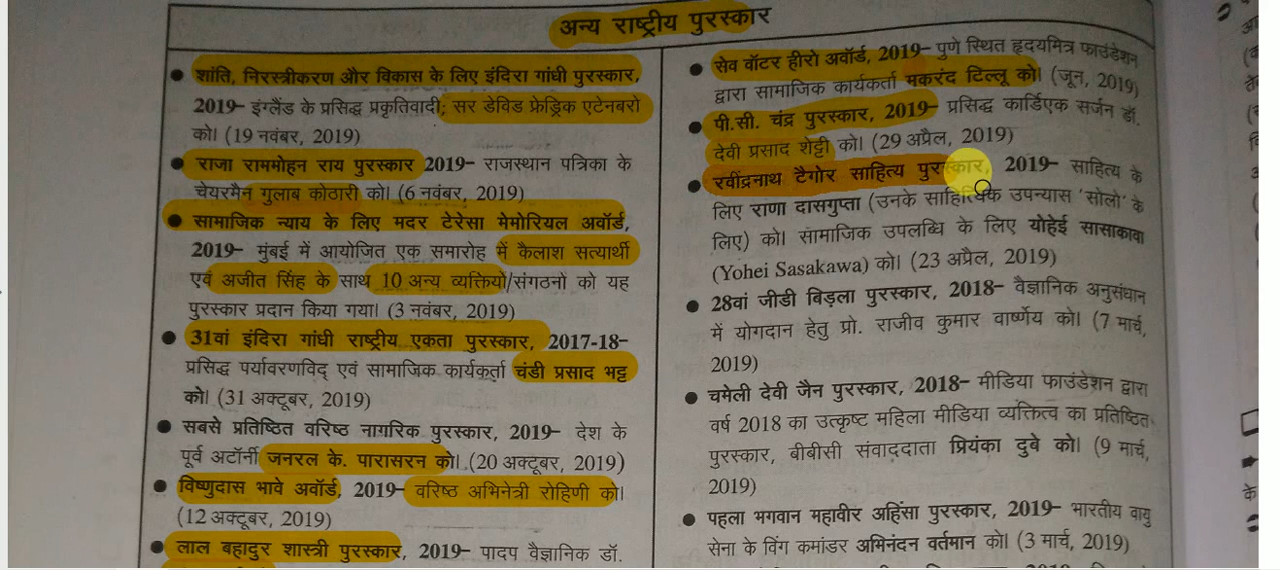 अन्य राष्ट्रीय पुरस्कार
● शांति, निरस्त्रीकरण और विकास के लिए इंदिरा गांधी पुरस्कार,
2019– इंग्लैंड के प्रसिद्ध प्रकृतिवादी; सर डेविड फ्रेड्रिक एटेनबरो
को। (19 नवंबर, 2019)
● राजा राममोहन राय पुरस्कार 2019– राजस्थान पत्रिका के
चेयरमैन गुलाब कोठारी को। (6 नवंबर, 2019)
● सामाजिक न्याय के लिए मदर टेरेसा मेमोरियल अवॉर्ड,
2019– मुंबई में आयोजित एक समारोह में कैलाश सत्यार्थी
एवं अजीत सिंह के साथ 10 अन्य व्यक्तियों/संगठनों को यह
पुरस्कार प्रदान किया गया। (3 नवंबर, 2019)
● 31वां इंदिरा गांधी राष्ट्रीय एकता पुरस्कार, 2017-18–
प्रसिद्ध पर्यावरणविद् एवं सामाजिक कार्यकर्ता चंडी प्रसाद भट्ट
को। (31 अक्टूबर, 2019)
● सबसे प्रतिष्ठित वरिष्ठ नागरिक पुरस्कार, 2019– देश के
पूर्व अटॉर्नी जनरल के. पारासरन को। (20 अक्टूबर, 2019)
● विष्णुदास भावे अवॉर्ड, 2019– वरिष्ठ अभिनेत्री रोहिणी को।
(12 अक्टूबर, 2019)
● लाल बहादुर शास्त्री पुरस्कार, 2019– पादप वैज्ञानिक डॉ.
● सेव वॉटर हीरो अवॉर्ड, 2019– पुणे स्थित हृदयमित्र फाउंडेशन
द्वारा सामाजिक कार्यकर्ता मकरंद टिल्लू को। (जून, 2019)
● पी.सी. चंद्र पुरस्कार, 2019– प्रसिद्ध कार्डिएक सर्जन डॉ.
देवी प्रसाद शेट्टी को। (29 अप्रैल, 2019)
● रवींद्रनाथ टैगोर साहित्य पुरस्कार, 2019– साहित्य के
लिए राणा दासगुप्ता (उनके साहित्यिक उपन्यास 'सोलो' के
लिए) को। सामाजिक उपलब्धि के लिए योहेई सासाकावा
(Yohei Sasakawa) को। (23 अप्रैल, 2019)
● 28वां जीडी बिड़ला पुरस्कार, 2018– वैज्ञानिक अनुसंधान
में योगदान हेतु प्रो. राजीव कुमार वार्ष्णेय को। (7 मार्च,
2019)
● चमेली देवी जैन पुरस्कार, 2018– मीडिया फाउंडेशन द्वारा
वर्ष 2018 का उत्कृष्ट महिला मीडिया व्यक्तित्व का प्रतिष्ठित
पुरस्कार, बीबीसी संवाददाता प्रियंका दुबे को। (9 मार्च,
2019)
● पहला भगवान महावीर अहिंसा पुरस्कार, 2019– भारतीय वायु
सेना के विंग कमांडर अभिनंदन वर्तमान को। (3 मार्च, 2019)